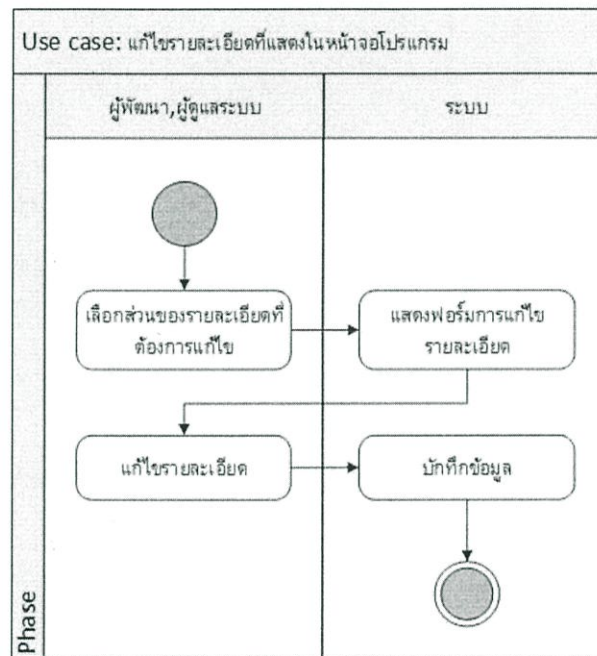 Use case: แก้ไขรายละเอียดที่แสดงในหน้าจอโปรแกรม
ผู้พัฒนา,ผู้ดูแลระบบ
ระบบ
เลือกส่วนของรายละเอียดที่
ต้องการแก้ไข
แสดงฟอร์มการแก้ไข
รายละเอียด
แก้ไขรายละเอียด
บักทึกข้อมูล
Phase